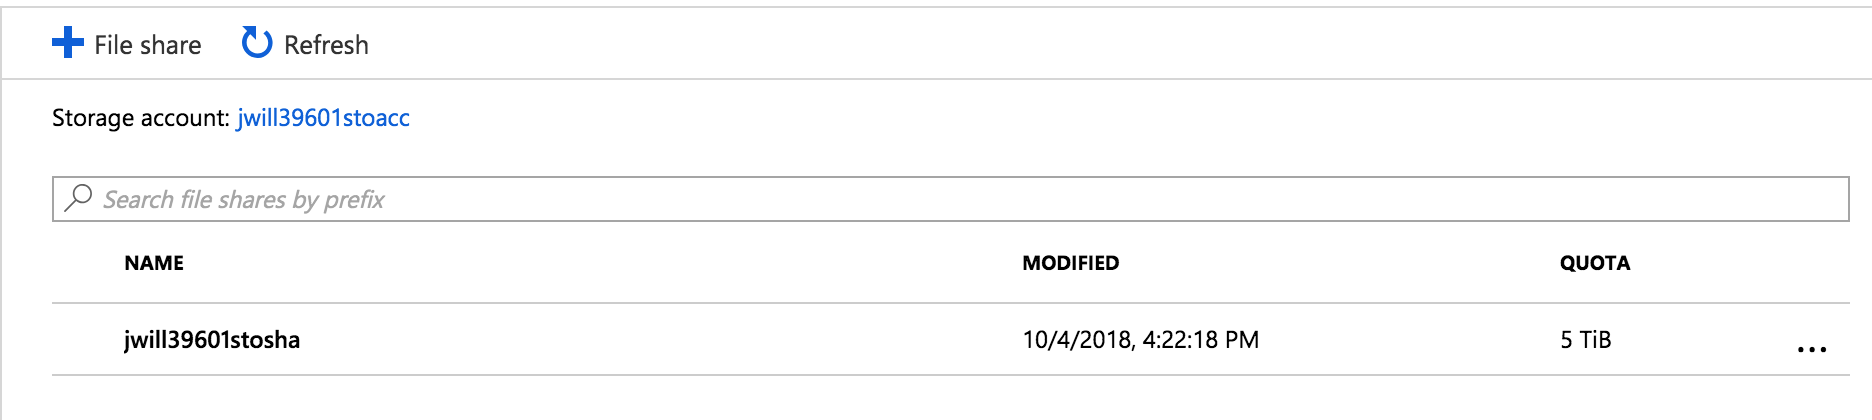 File share Refresh
Storage account: jwill39601stoacc
Search file shares by prefix
NAME MODIFIED QUOTA
jwill39601stosha 10/4/2018, 4:22:18 PM 5 TiB ...